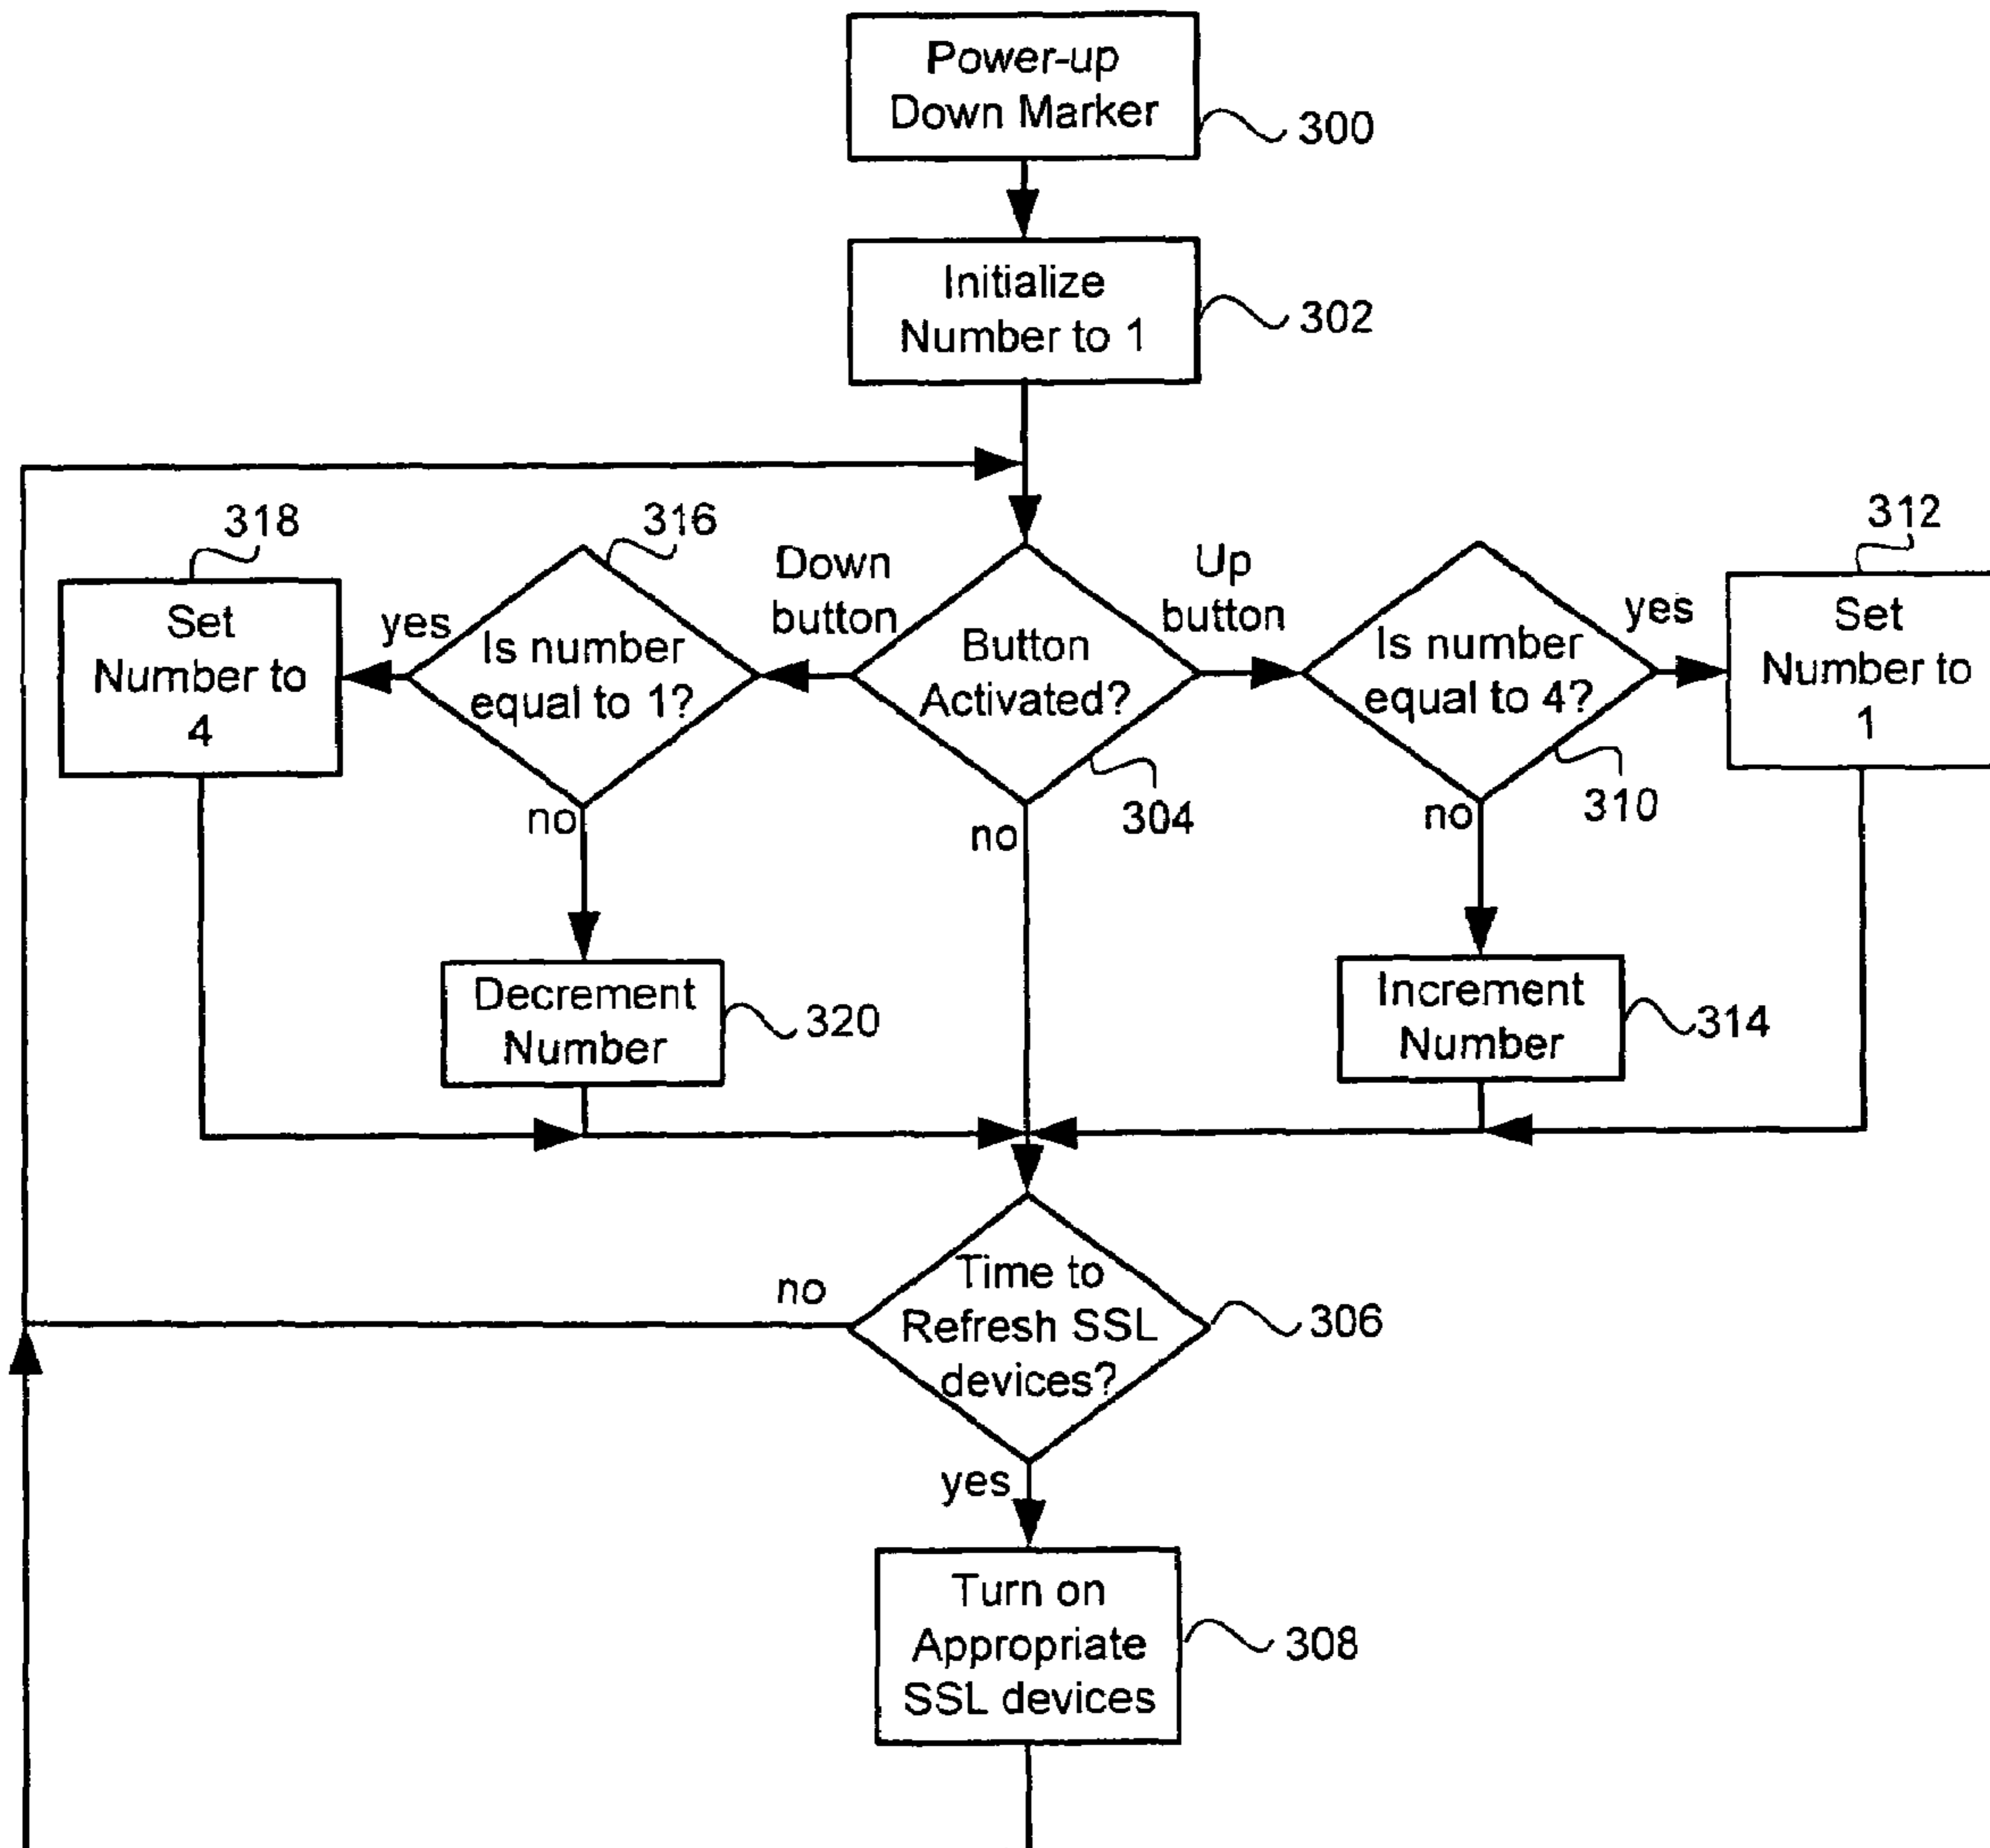 Power-up
Down Marker
300
Initialize
Number to 1
302
318
316
312
Down
button
Up
button
Set
Number to
4
yes
Is number
equal to 1?
Button
Activated?
Is number
equal to 4?
yes
Set
Number to
1
no
no
304
no
310
Decrement
Number
320
Increment
Number
314
no
Time to
Refresh SSL
devices?
306
yes
Turn on
Appropriate
SSL devices
308